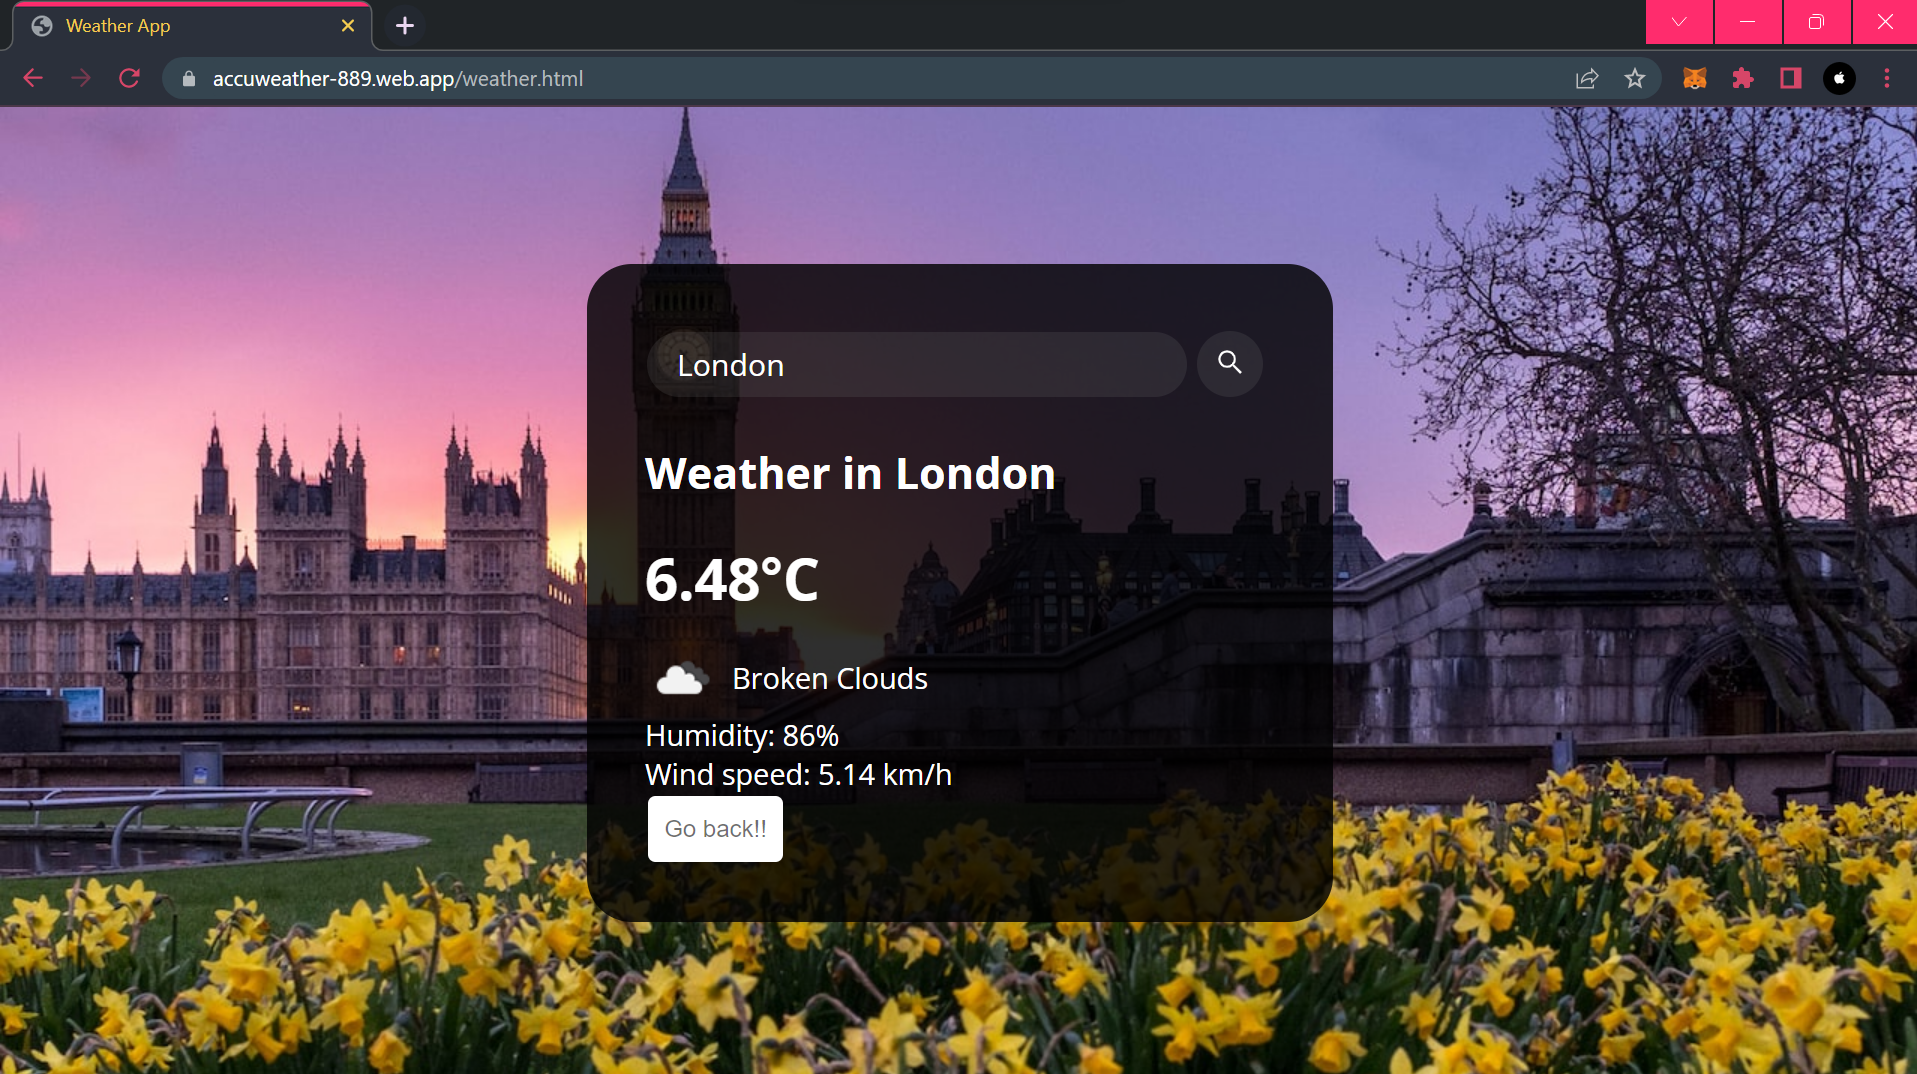 Weather App
accuweather-889.web.app/weather.html
London
Weather in London
6.48°C
Broken Clouds
Humidity: 86%
Wind speed: 5.14 km/h
Go back!!